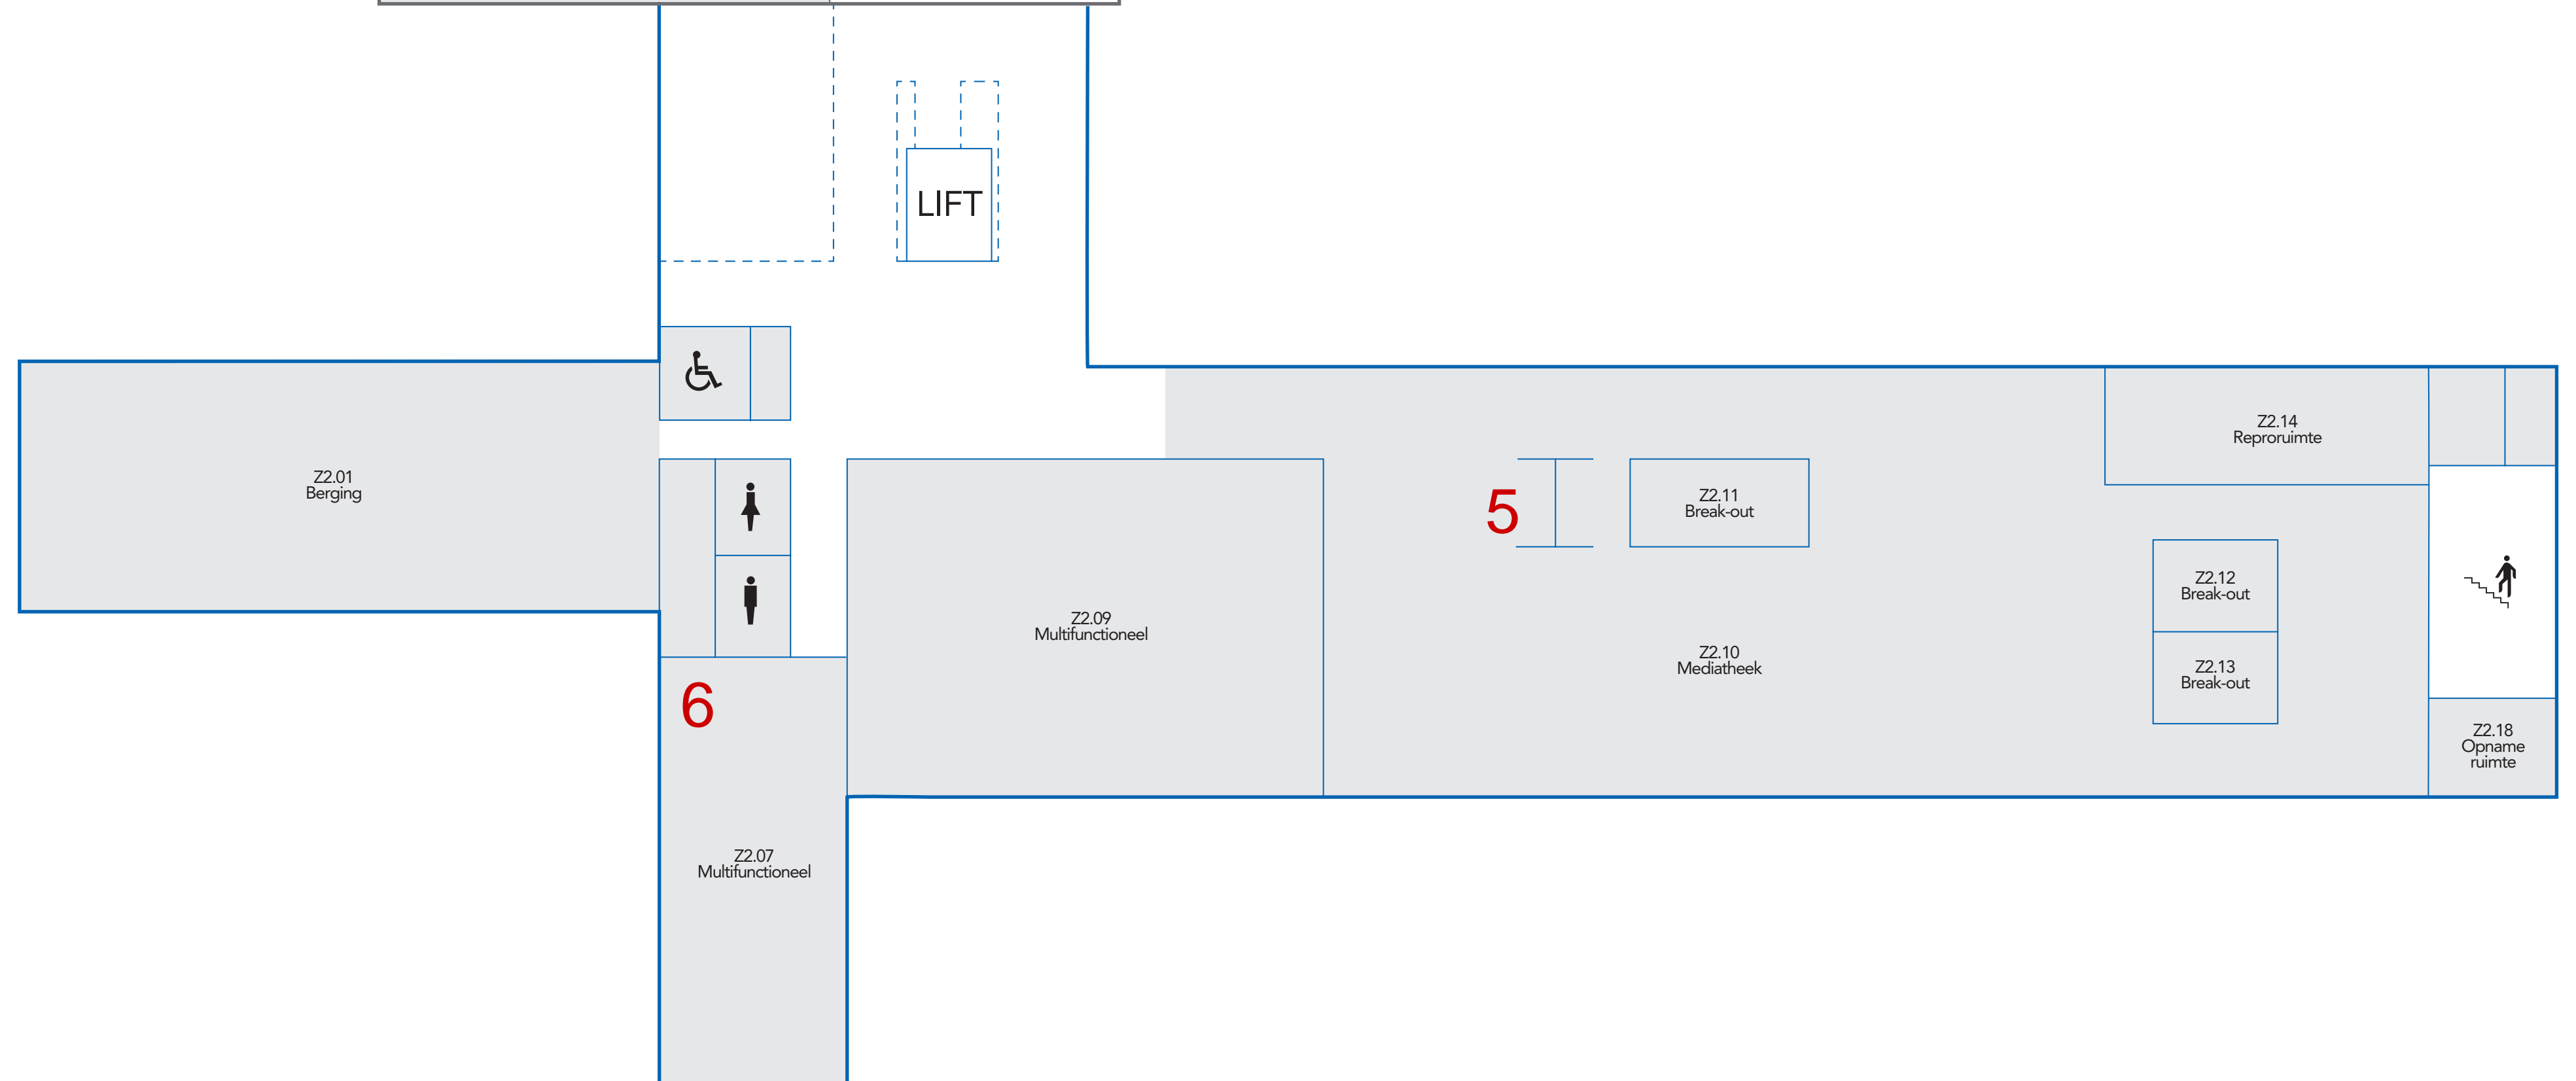 LIFT
Z2.01
Berging
Z2.14
Reproruimte
5
Z2.11
Break-out
Z2.12
Break-out
Z2.09
Multifunctioneel
Z2.10
Mediatheek
Z2.13
Break-out
6
Z2.18
Opname
ruimte
Z2.07
Multifunctioneel